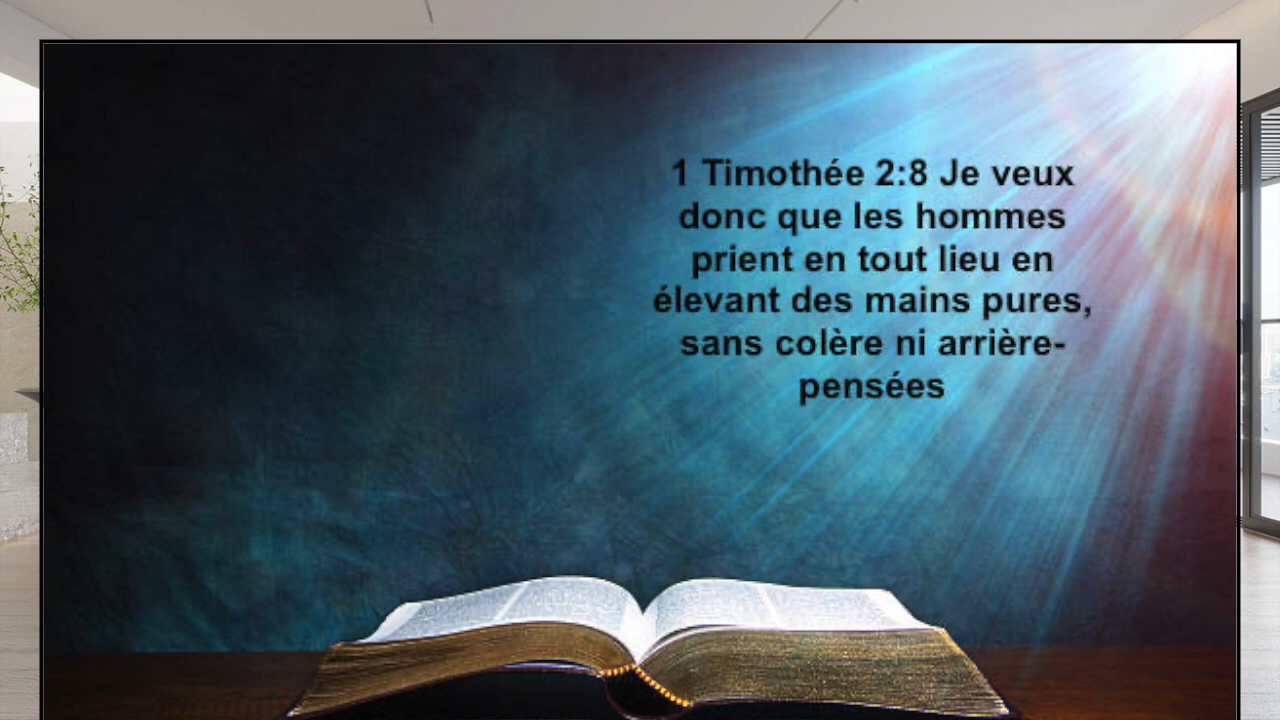 1 Timothée 2:8 Je veux
donc que les hommes
prient en tout lieu en
élevant des mains pures,
sans colère ni arrière-
pensées